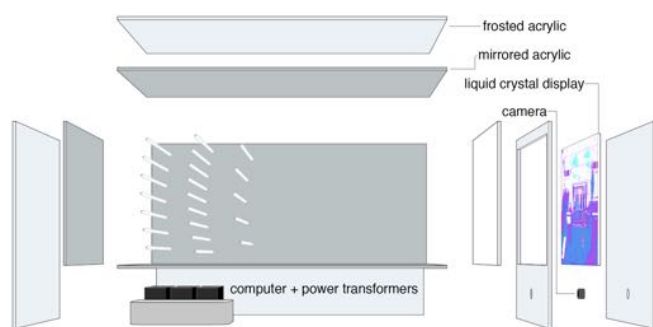 frosted acrylic
mirrored acrylic
liquid crystal display
camera
computer + power transformers